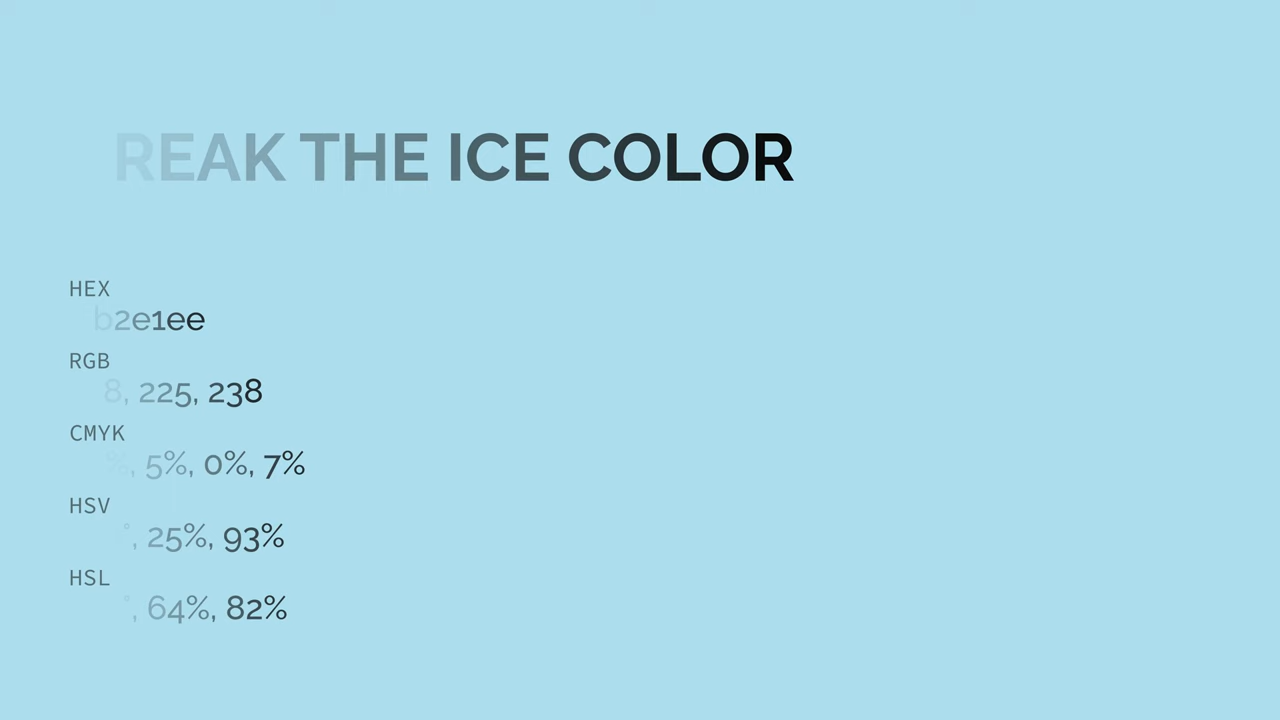 REAK THE ICE COLOR
HEX
b2e1ee
RGB
8, 225, 238
CMYK
%, 5%, 0%, 7%
HSV
°, 25%, 93%
HSL
°, 64%, 82%